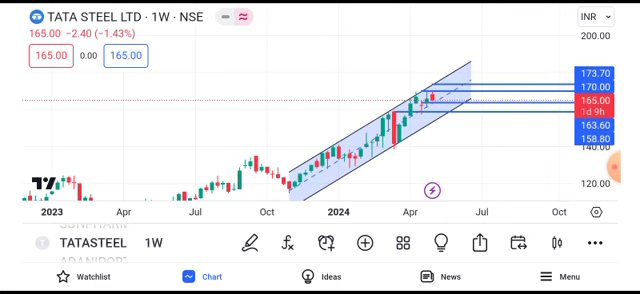 TATA STEEL LTD · 1W · NSE
INR
165.00 −2.40 (−1.43%)
165.00 0.00 165.00
200.00
173.70
170.00
165.00
1d 9h
163.60
158.80
140.00
120.00
2023 Apr Jul Oct 2024 Apr Jul Oct
TATASTEEL 1W
Watchlist Chart Ideas News Menu